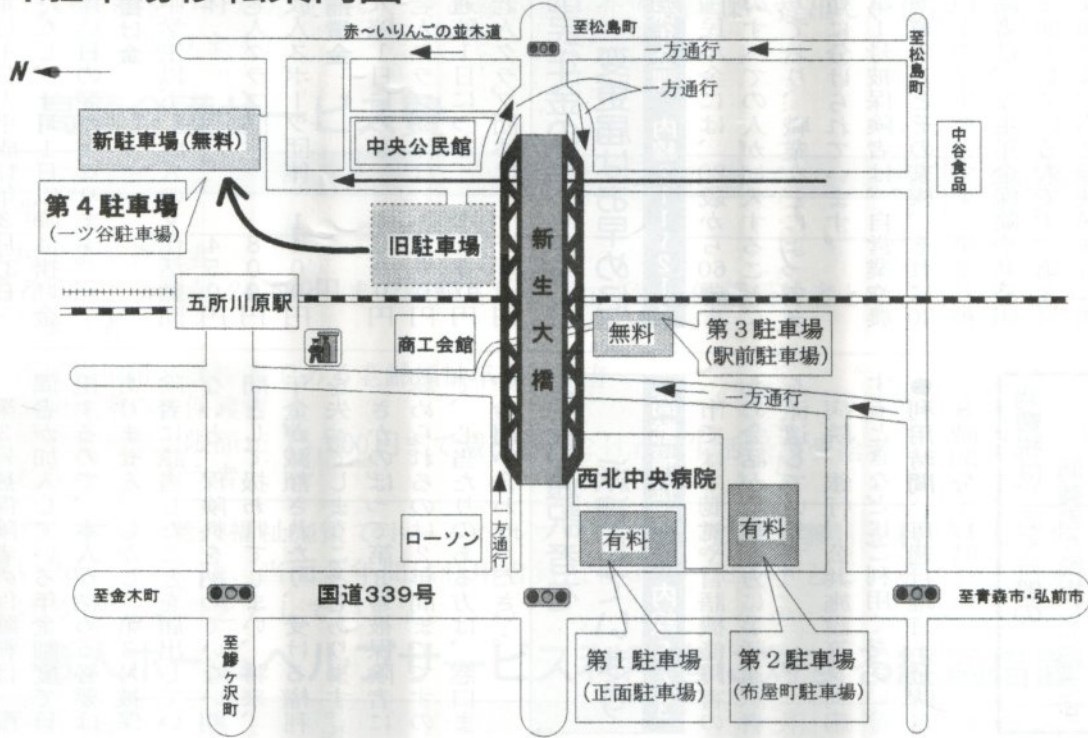 至松島町
赤～いりんごの並木道
一方通行
一方通行
至松島町
N
新駐車場(無料)
中央公民館
中谷食品
第4駐車場
(一ツ谷駐車場)
旧駐車場
新生大橋
五所川原駅
商工会館
無料
第3駐車場
(駅前駐車場)
一方通行
西北中央病院
ローソン
一方通行
有料
有料
至金木町
国道339号
至青森市・弘前市
至鰺ヶ沢町
第1駐車場
(正面駐車場)
第2駐車場
(布屋町駐車場)